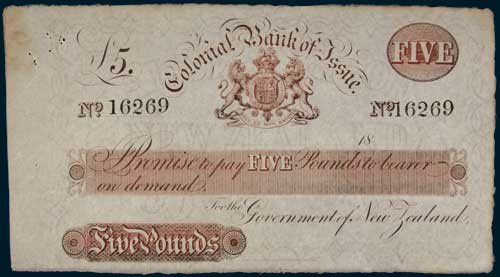 Colonial Bank of Issue.
£5. FIVE
No. 16269 No. 16269
18
Promise to pay FIVE Pounds to bearer
on demand.
For the Government of New Zealand.
Five Pounds